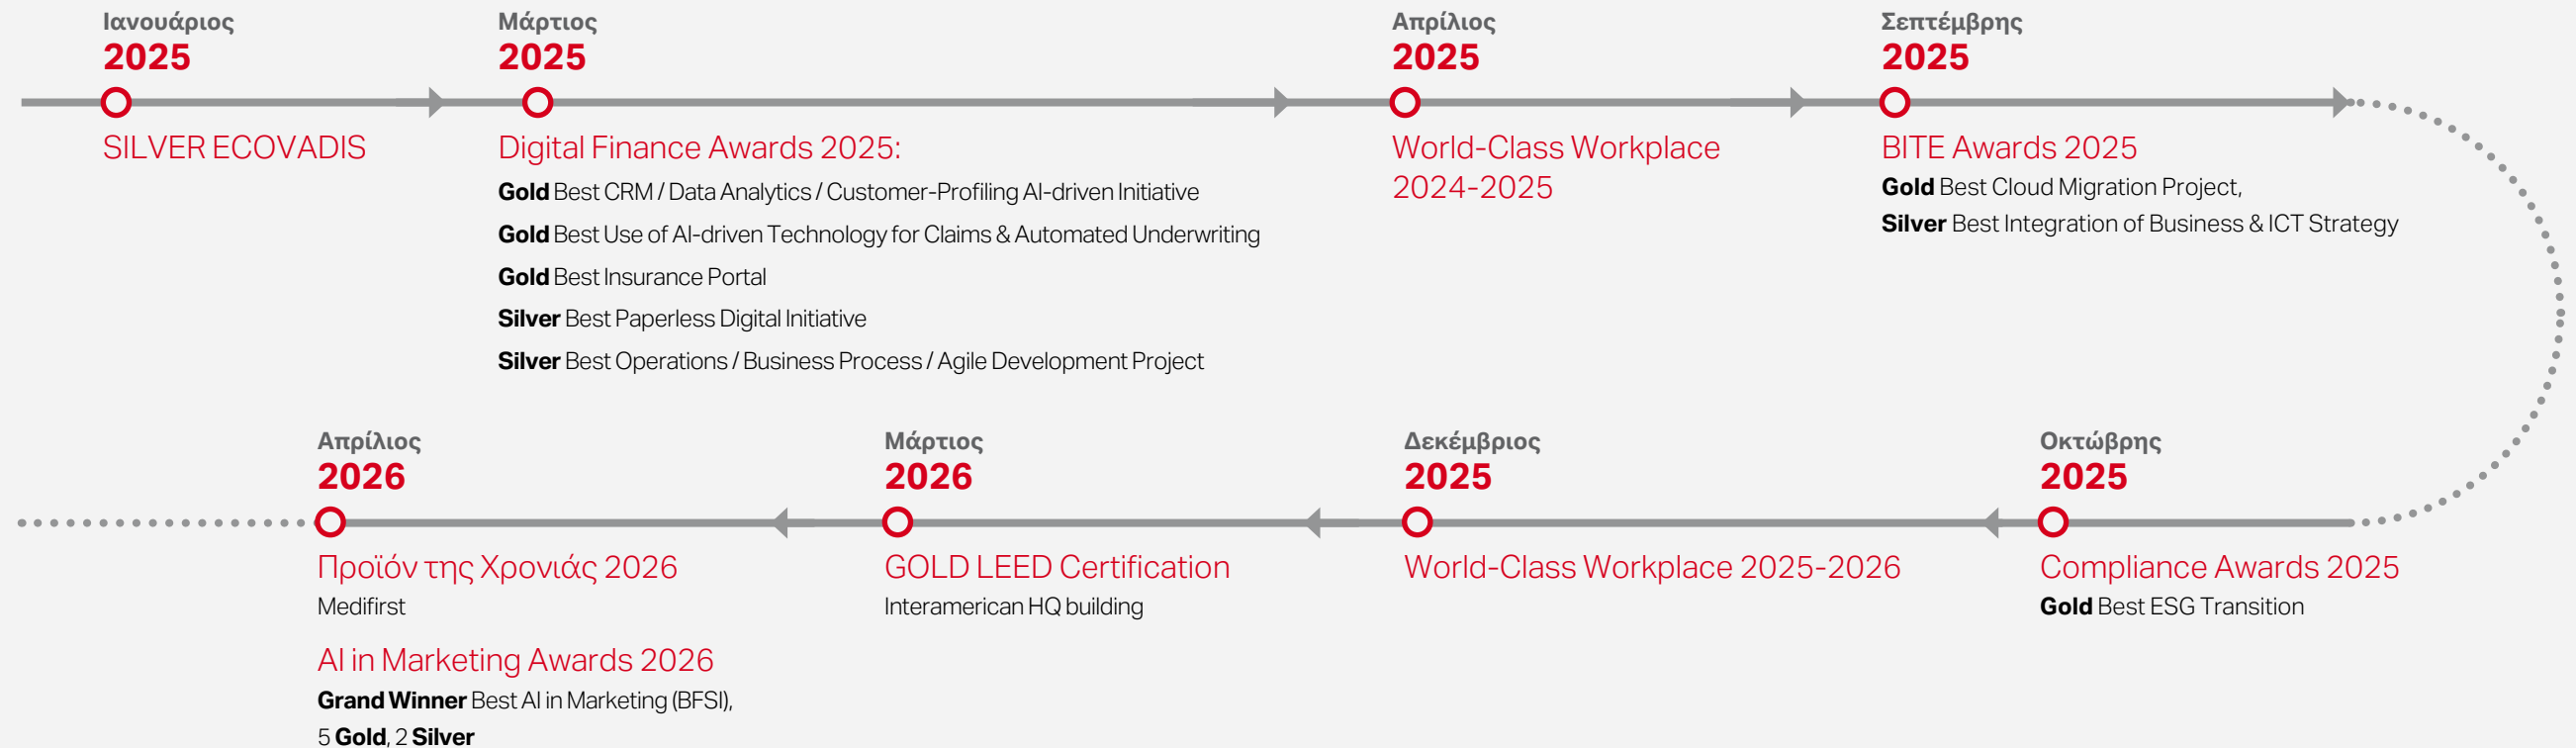 Ιανουάριος
2025
SILVER ECOVADIS
Μάρτιος
2025
Digital Finance Awards 2025:
Gold Best CRM / Data Analytics / Customer-Profiling AI-driven Initiative
Gold Best Use of AI-driven Technology for Claims & Automated Underwriting
Gold Best Insurance Portal
Silver Best Paperless Digital Initiative
Silver Best Operations / Business Process / Agile Development Project
Απρίλιος
2025
World-Class Workplace
2024-2025
Σεπτέμβρης
2025
BITE Awards 2025
Gold Best Cloud Migration Project,
Silver Best Integration of Business & ICT Strategy
Οκτώβρης
2025
Compliance Awards 2025
Gold Best ESG Transition
Δεκέμβριος
2025
World-Class Workplace 2025-2026
Μάρτιος
2026
GOLD LEED Certification
Interamerican HQ building
Απρίλιος
2026
Προϊόν της Χρονιάς 2026
Medifirst
AI in Marketing Awards 2026
Grand Winner Best AI in Marketing (BFSI),
5 Gold, 2 Silver